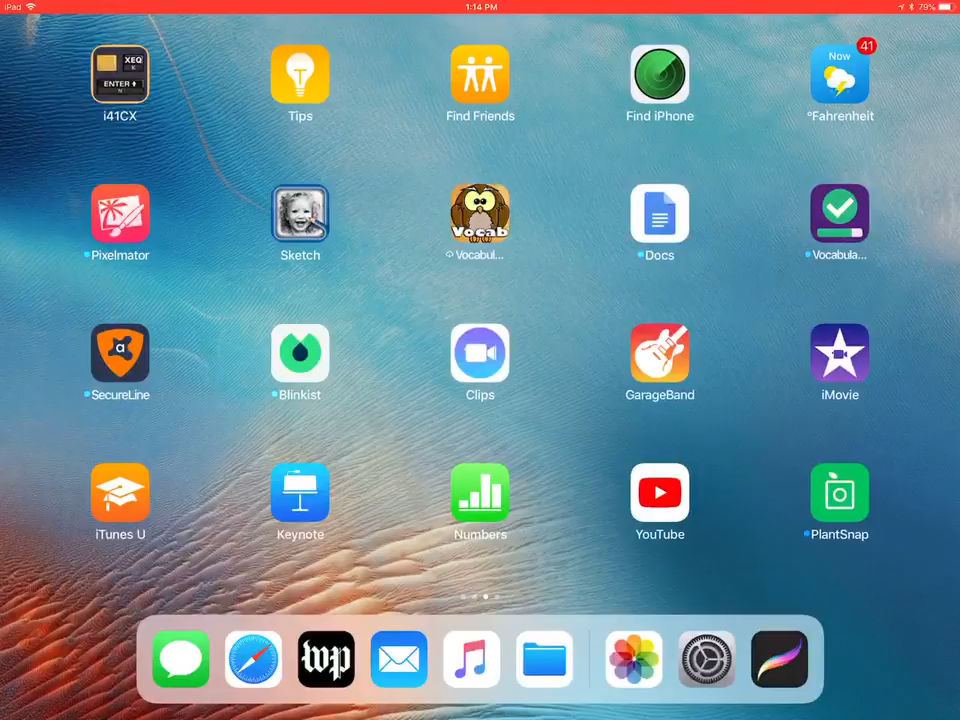 iPad 1:14 PM 79%
XEQ
K
ENTER
N
Now
41
i41CX Tips Find Friends Find iPhone °Fahrenheit
Vocab
Pixelmator Sketch Vocabul... Docs Vocabula...
a
SecureLine Blinkist Clips GarageBand iMovie
iTunes U Keynote Numbers YouTube PlantSnap
wp